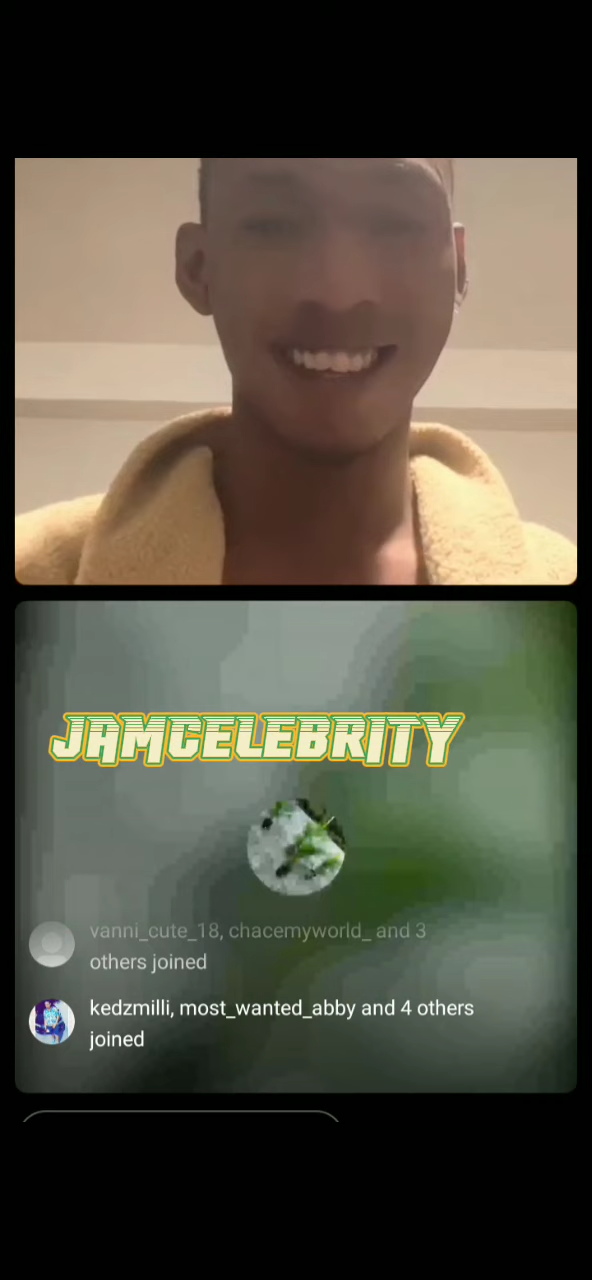 JAMCELEBRITY
vanni_cute_18, chacemyworld_ and 3
others joined
kedzmilli, most_wanted_abby and 4 others
joined